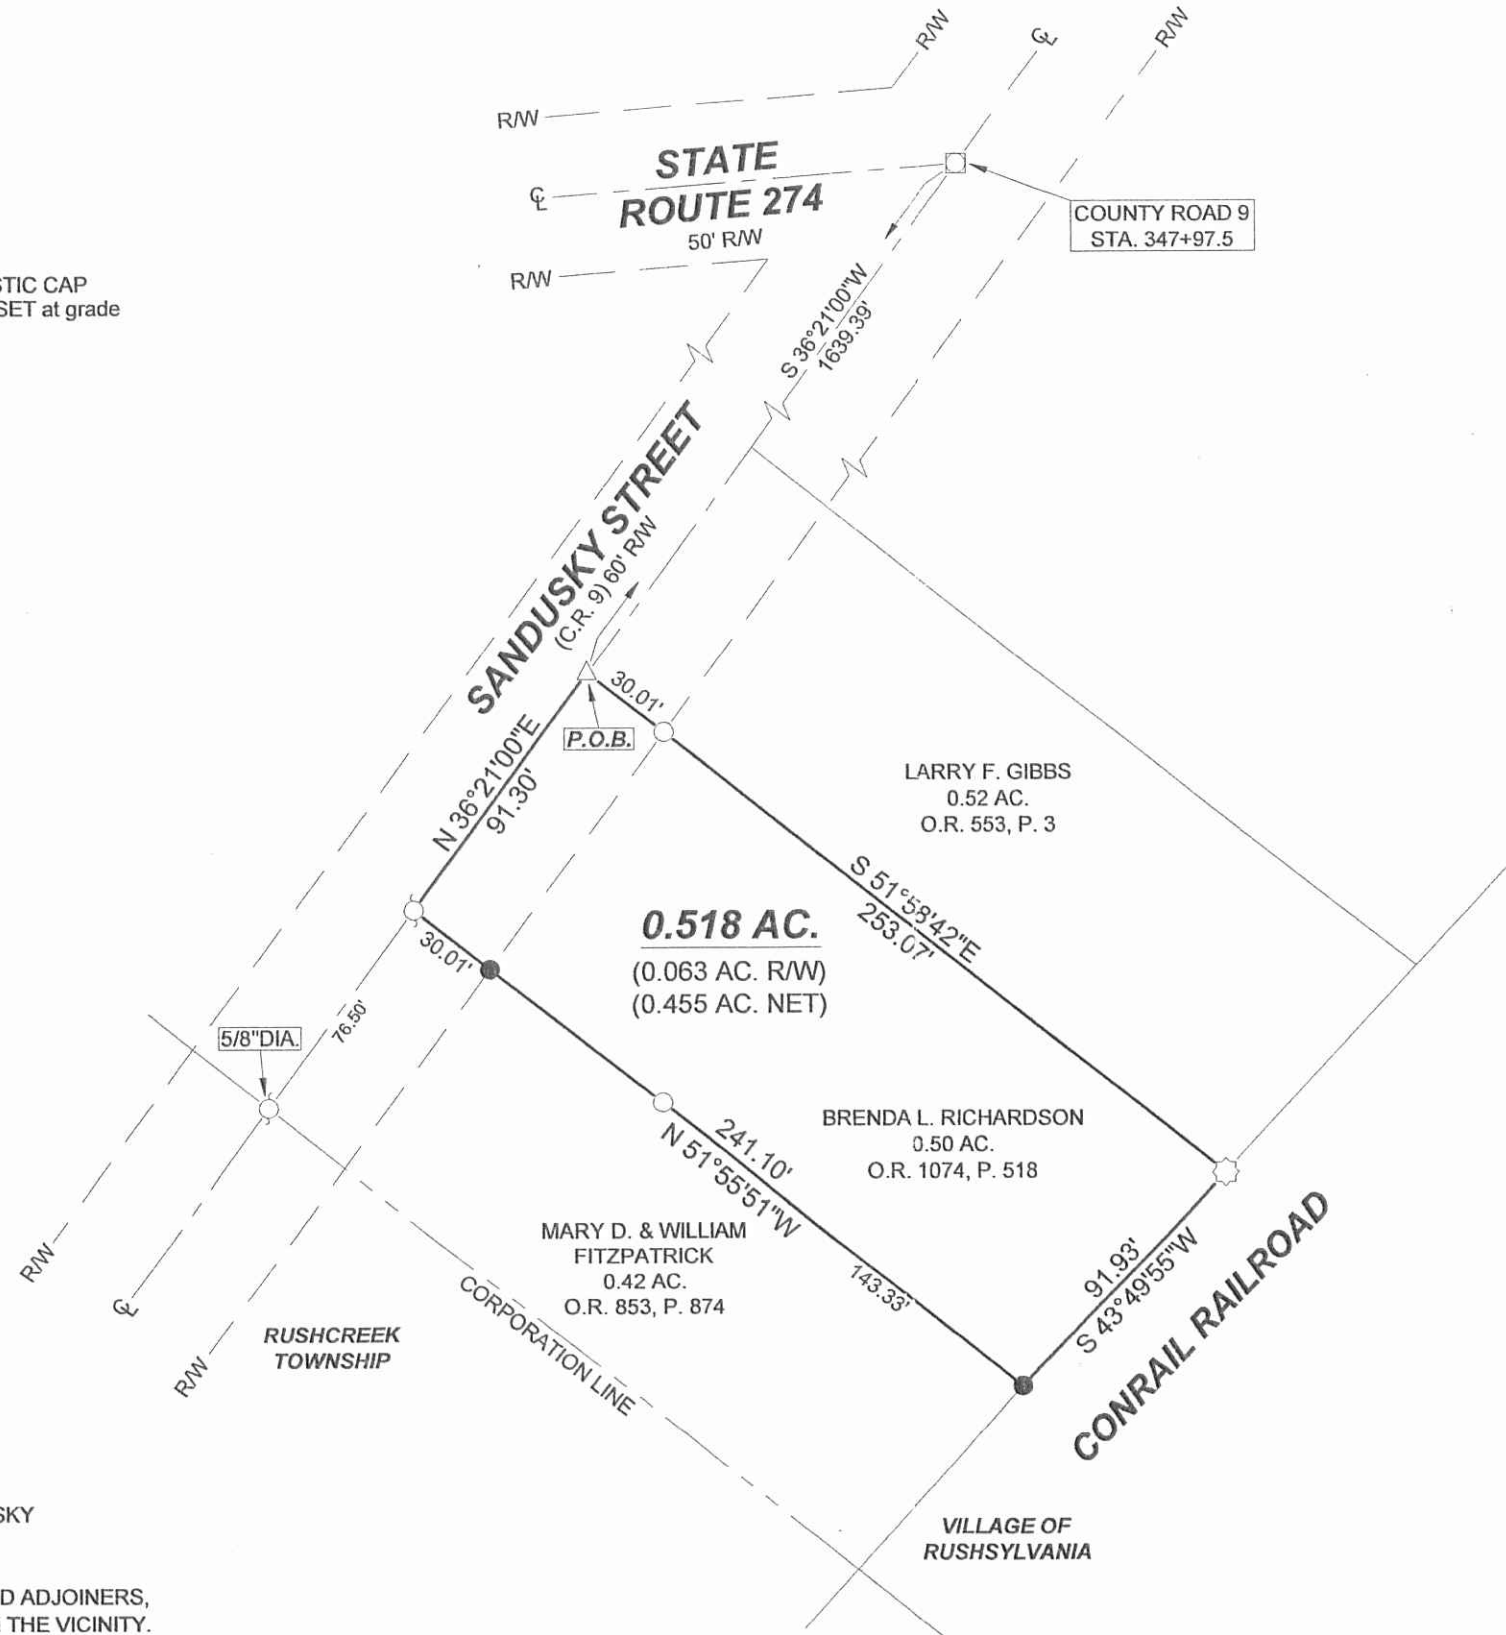 R/W
℄
R/W
R/W
STATE
℄
ROUTE 274
50' R/W
R/W
COUNTY ROAD 9
STA. 347+97.5
STIC CAP
SET at grade
S 36°21'00"W
1639.39'
SANDUSKY STREET
(C.R. 9) 60' R/W
30.01'
P.O.B.
N 36°21'00"E
91.30'
LARRY F. GIBBS
0.52 AC.
O.R. 553, P. 3
S 51°58'42"E
253.07'
0.518 AC.
(0.063 AC. R/W)
(0.455 AC. NET)
30.01'
76.50'
5/8"DIA.
BRENDA L. RICHARDSON
0.50 AC.
O.R. 1074, P. 518
241.10'
N 51°55'51"W
143.33'
MARY D. & WILLIAM
FITZPATRICK
0.42 AC.
O.R. 853, P. 874
91.93'
S 43°49'55"W
CONRAIL RAILROAD
R/W
℄
R/W
RUSHCREEK
TOWNSHIP
CORPORATION LINE
VILLAGE OF
RUSHSYLVANIA
SKY
D ADJOINERS,
THE VICINITY.